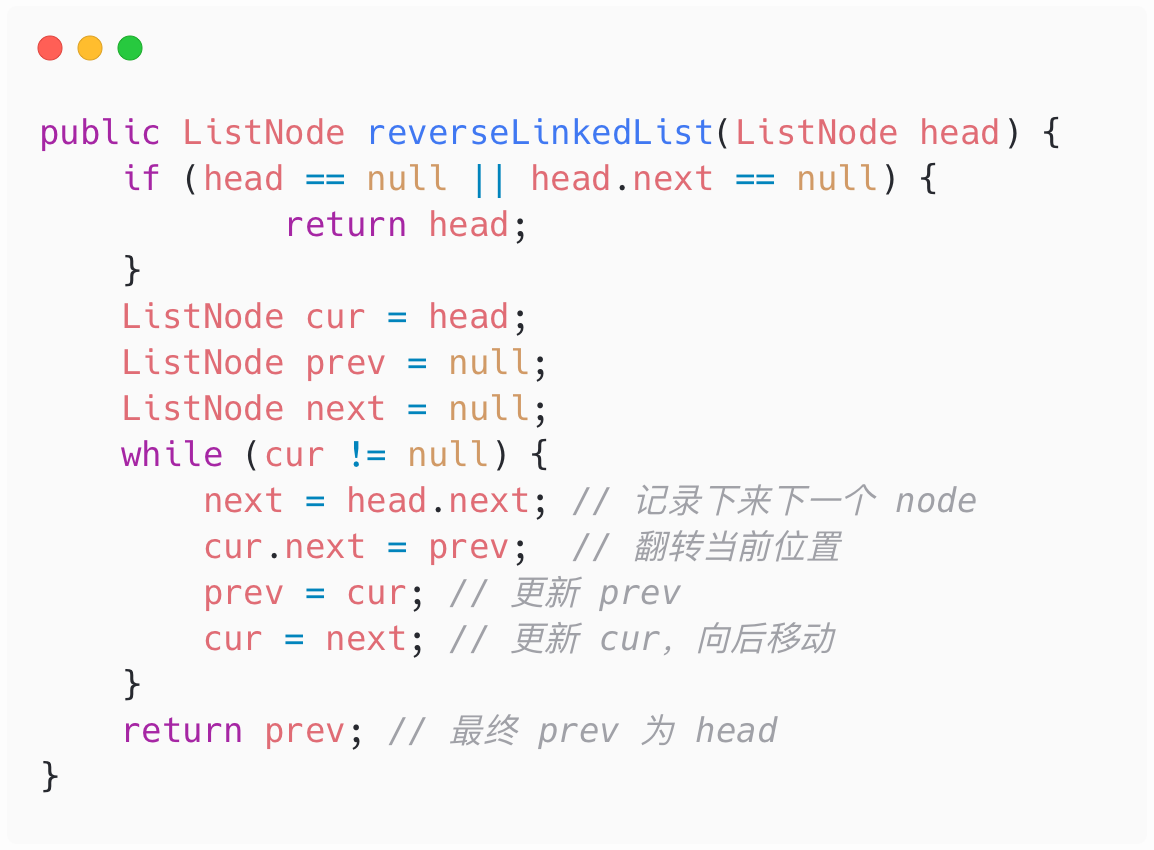 public ListNode reverseLinkedList(ListNode head) {
    if (head == null || head.next == null) {
            return head;
    }
    ListNode cur = head;
    ListNode prev = null;
    ListNode next = null;
    while (cur != null) {
        next = head.next; // 记录下来下一个 node
        cur.next = prev;  // 翻转当前位置
        prev = cur; // 更新 prev
        cur = next; // 更新 cur，向后移动
    }
    return prev; // 最终 prev 为 head
}